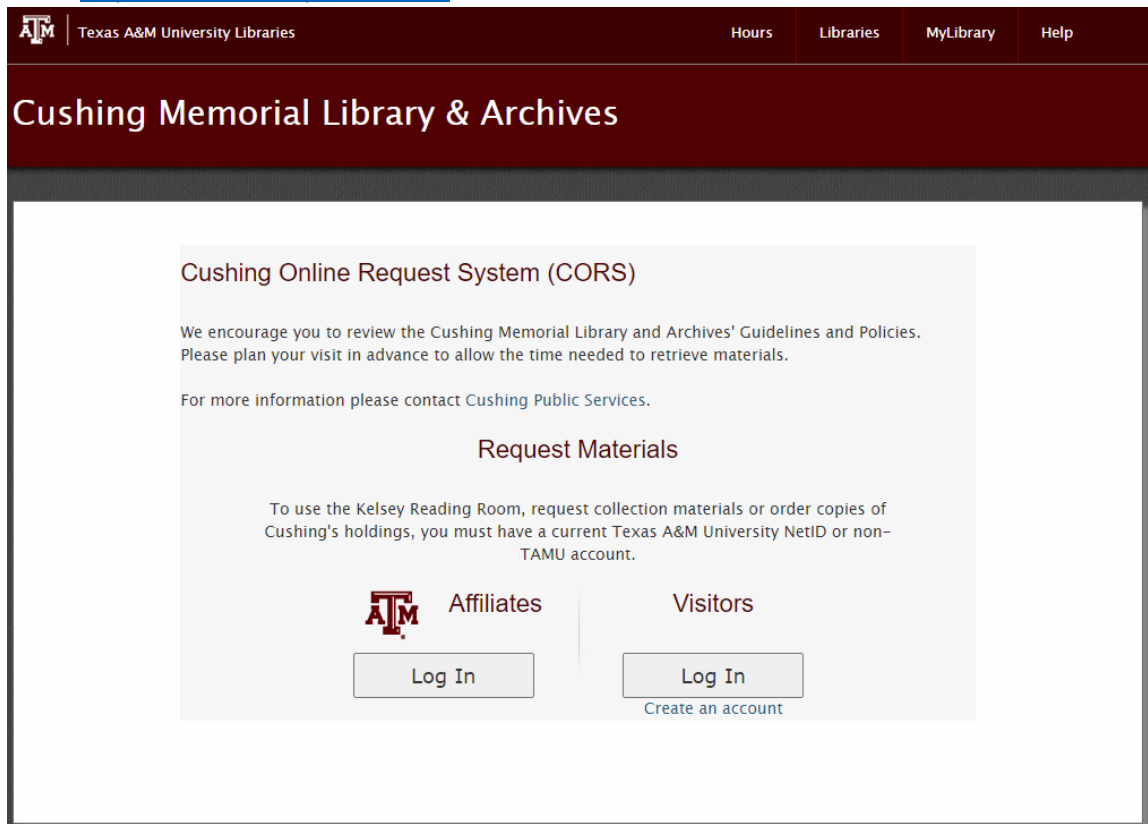 ĀM Texas A&M University Libraries Hours Libraries MyLibrary Help
Cushing Memorial Library & Archives
Cushing Online Request System (CORS)
We encourage you to review the Cushing Memorial Library and Archives' Guidelines and Policies.
Please plan your visit in advance to allow the time needed to retrieve materials.
For more information please contact Cushing Public Services.
Request Materials
To use the Kelsey Reading Room, request collection materials or order copies of
Cushing's holdings, you must have a current Texas A&M University NetID or non-
TAMU account.
ATM® Affiliates Visitors
Log In Log In
Create an account